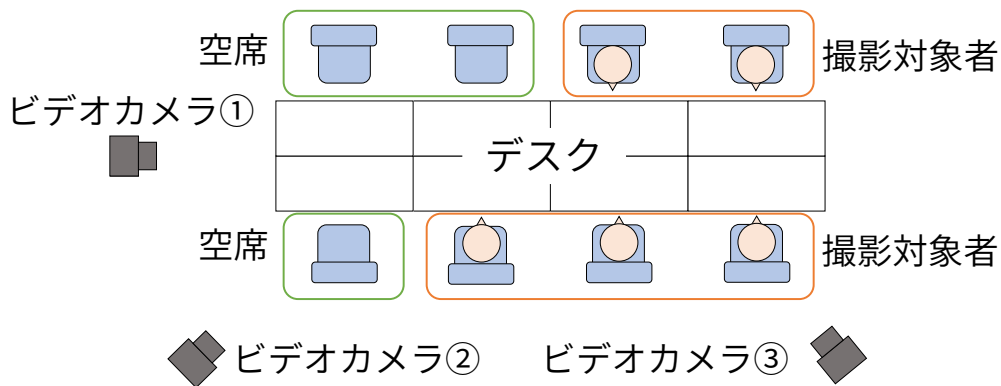 空席
撮影対象者
ビデオカメラ①
デスク
空席
撮影対象者
ビデオカメラ②
ビデオカメラ③